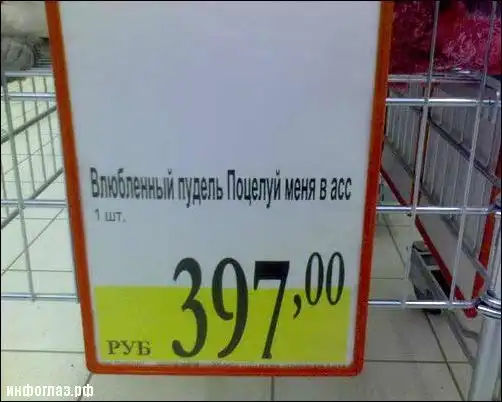 Влюбленный пудель Поцелуй меня в асс
1 шт.
РУБ 397,00
инфоглаз.рф